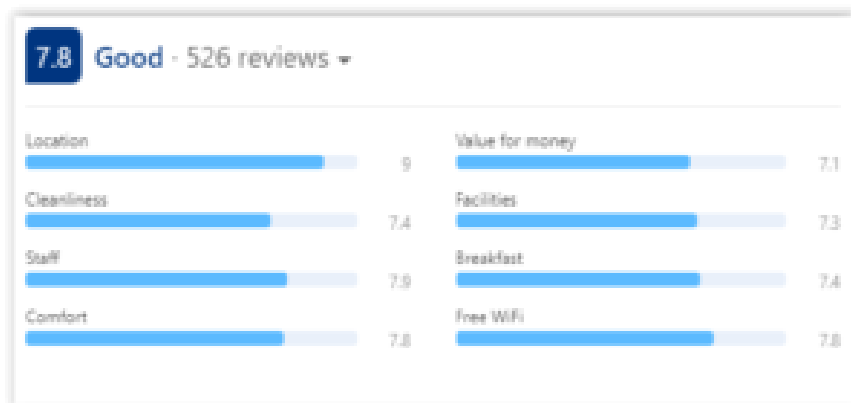 7.8 Good · 526 reviews
Location 9
Cleanliness 7.4
Staff 7.9
Comfort 7.8
Value for money 7.1
Facilities 7.3
Breakfast 7.4
Free WiFi 7.8